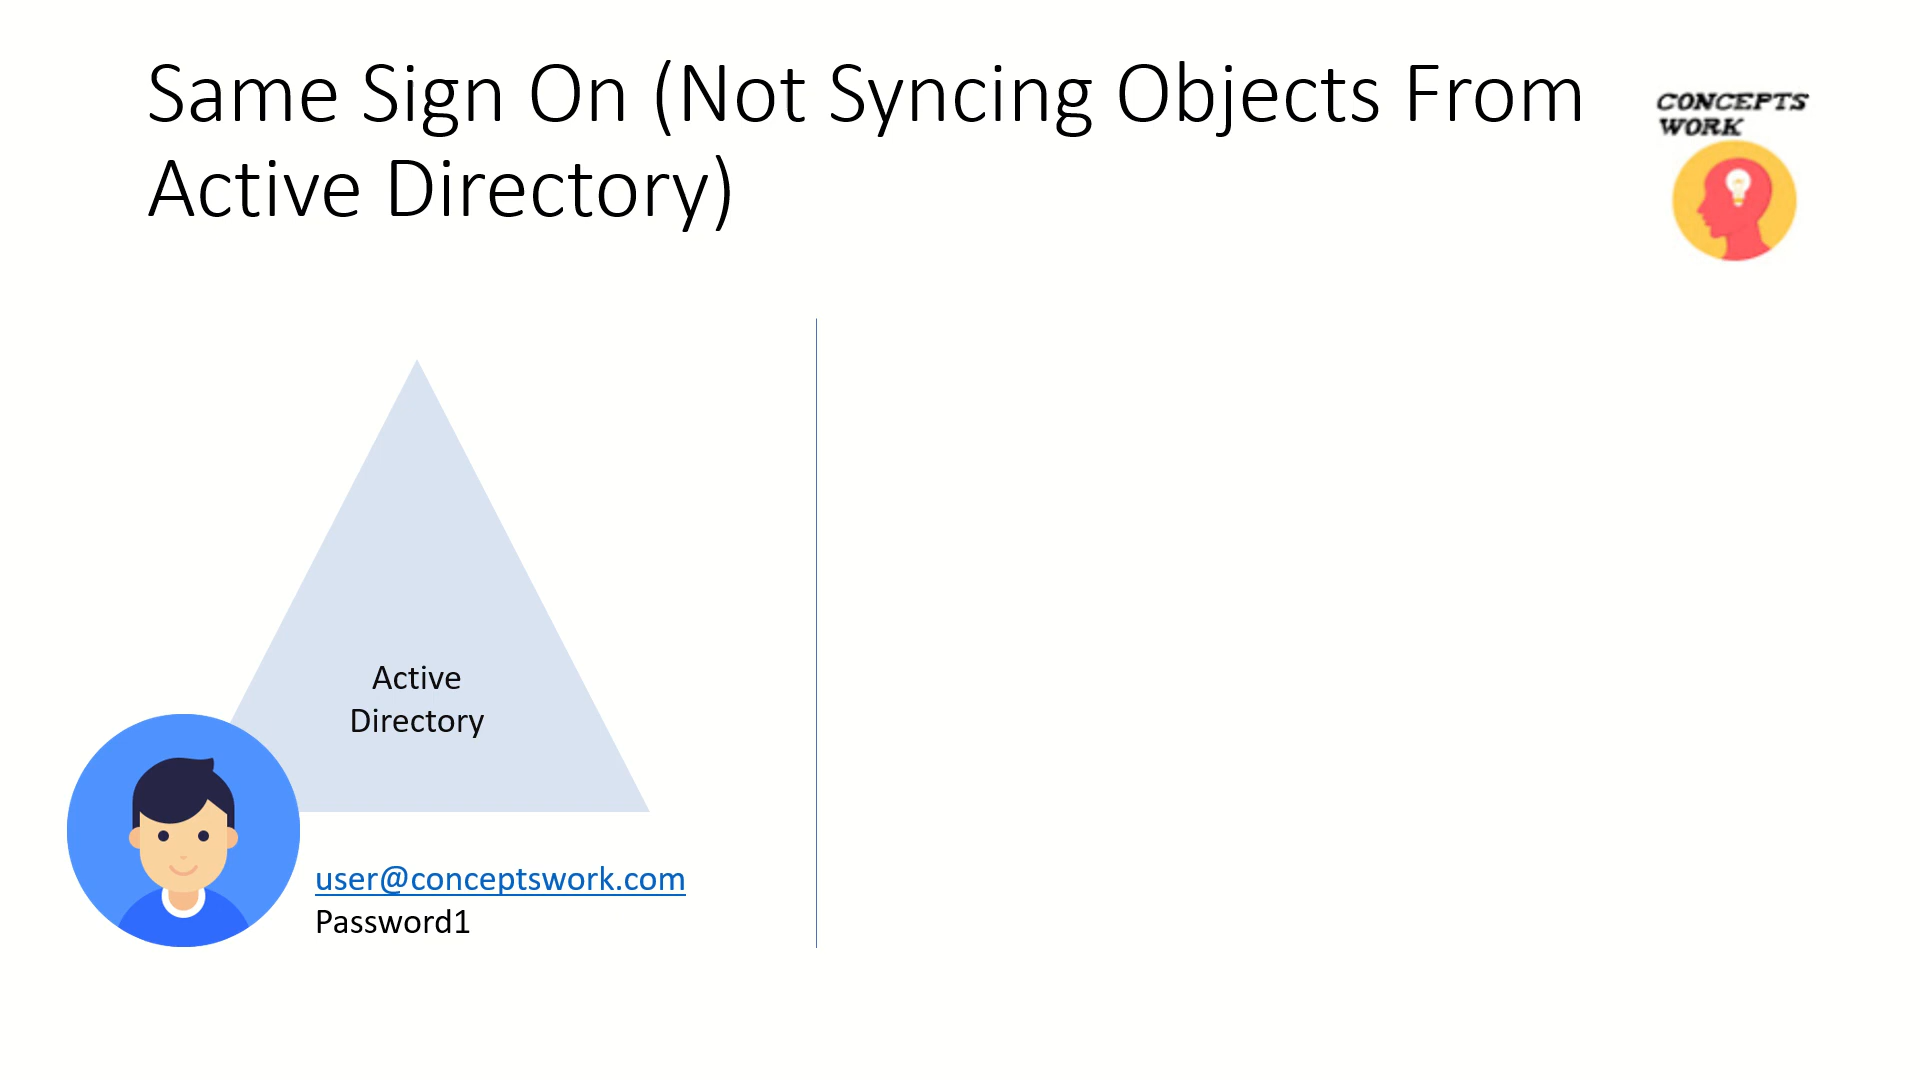 Same Sign On (Not Syncing Objects From
Active Directory)
CONCEPTS
WORK
Active
Directory
user@conceptswork.com
Password1